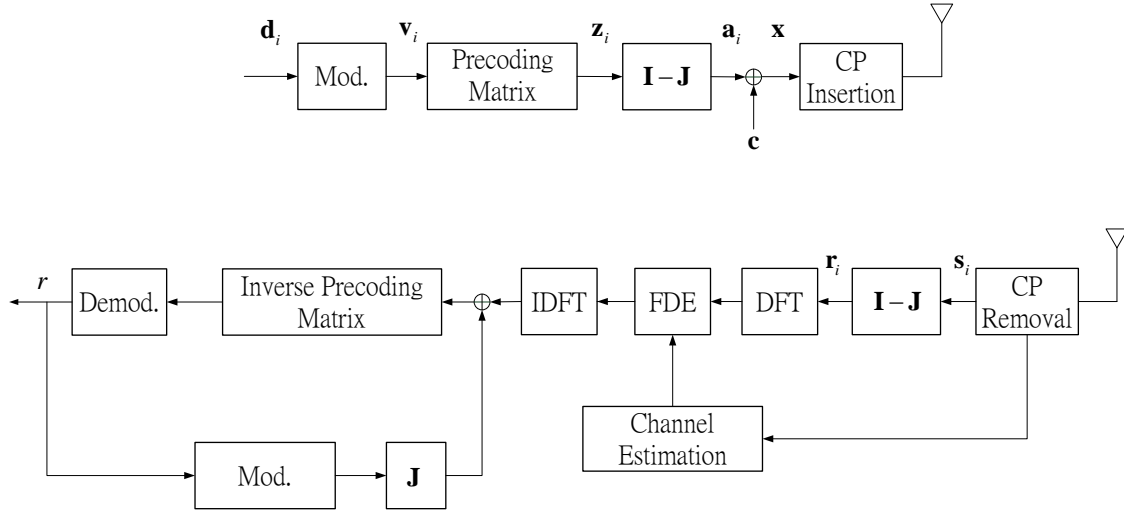 d_i
v_i
z_i
a_i
x
Mod.
Precoding
Matrix
I − J
CP
Insertion
c
r
Demod.
Inverse Precoding
Matrix
IDFT
FDE
DFT
r_i
I − J
s_i
CP
Removal
Channel
Estimation
Mod.
J